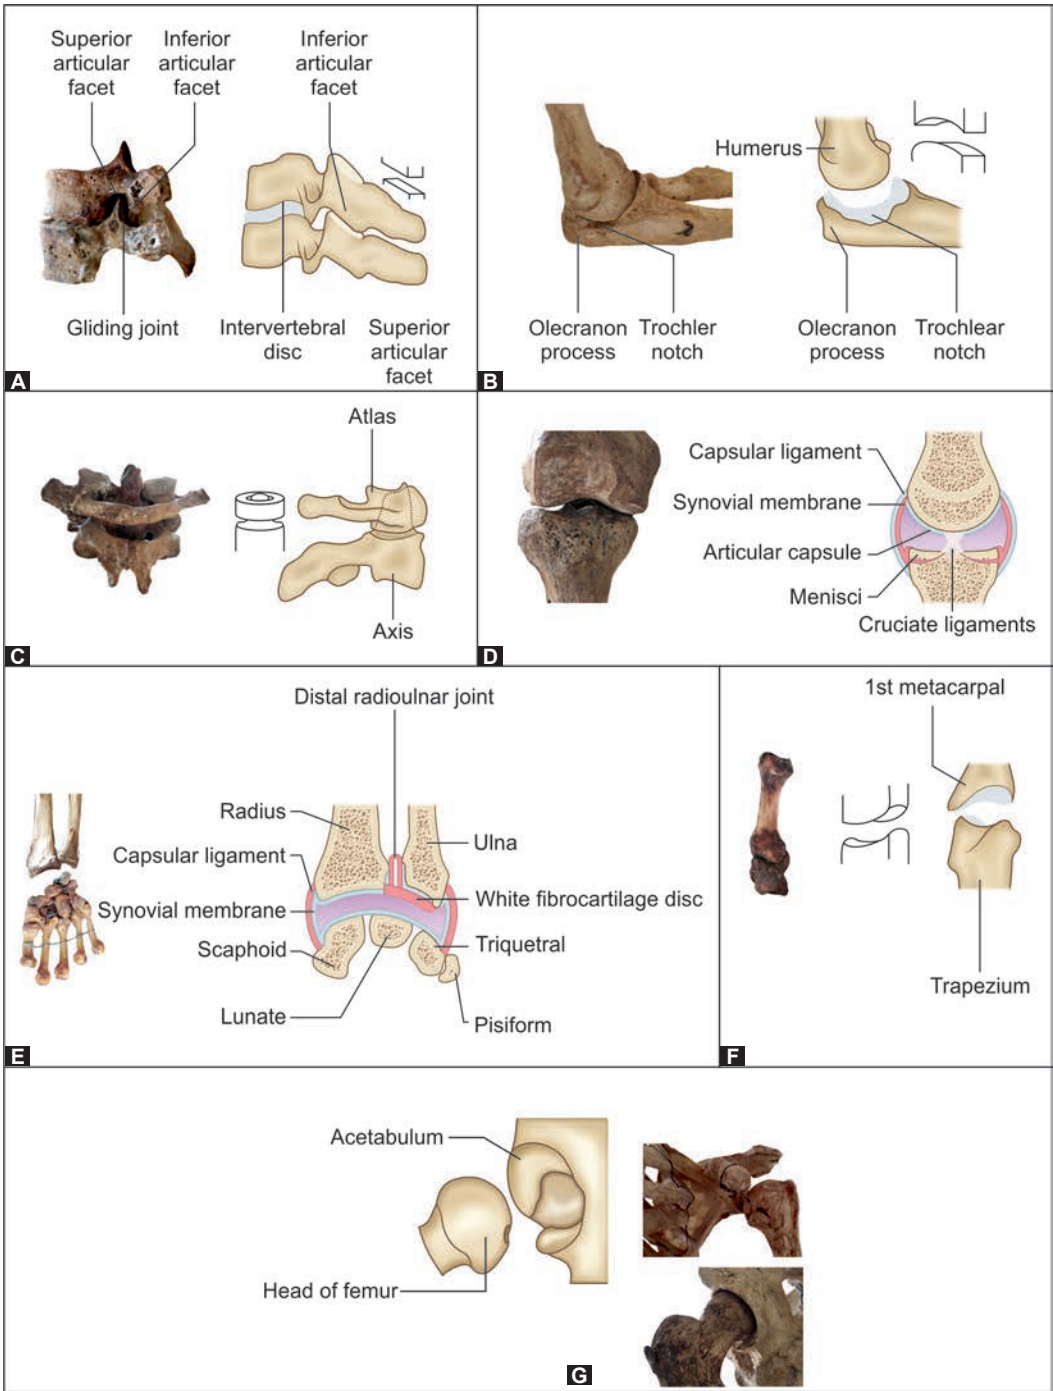 Superior
articular
facet
Inferior
articular
facet
Inferior
articular
facet
Gliding joint
Intervertebral
disc
Superior
articular
facet
A
Humerus
Olecranon
process
Trochler
notch
Olecranon
process
Trochlear
notch
B
Atlas
Axis
C
Capsular ligament
Synovial membrane
Articular capsule
Menisci
Cruciate ligaments
D
Distal radioulnar joint
Radius
Ulna
Capsular ligament
White fibrocartilage disc
Synovial membrane
Scaphoid
Triquetral
Lunate
Pisiform
E
1st metacarpal
Trapezium
F
Acetabulum
Head of femur
G